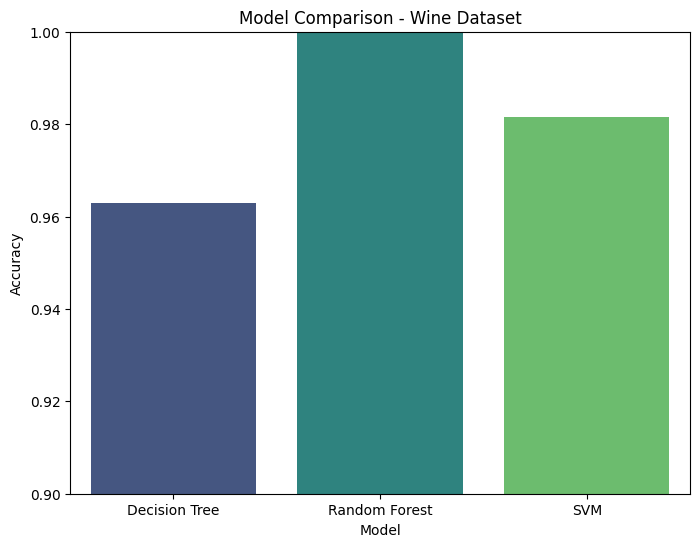 Model Comparison - Wine Dataset
1.00
0.98
0.96
0.94
0.92
0.90
Accuracy
Decision Tree
Random Forest
SVM
Model